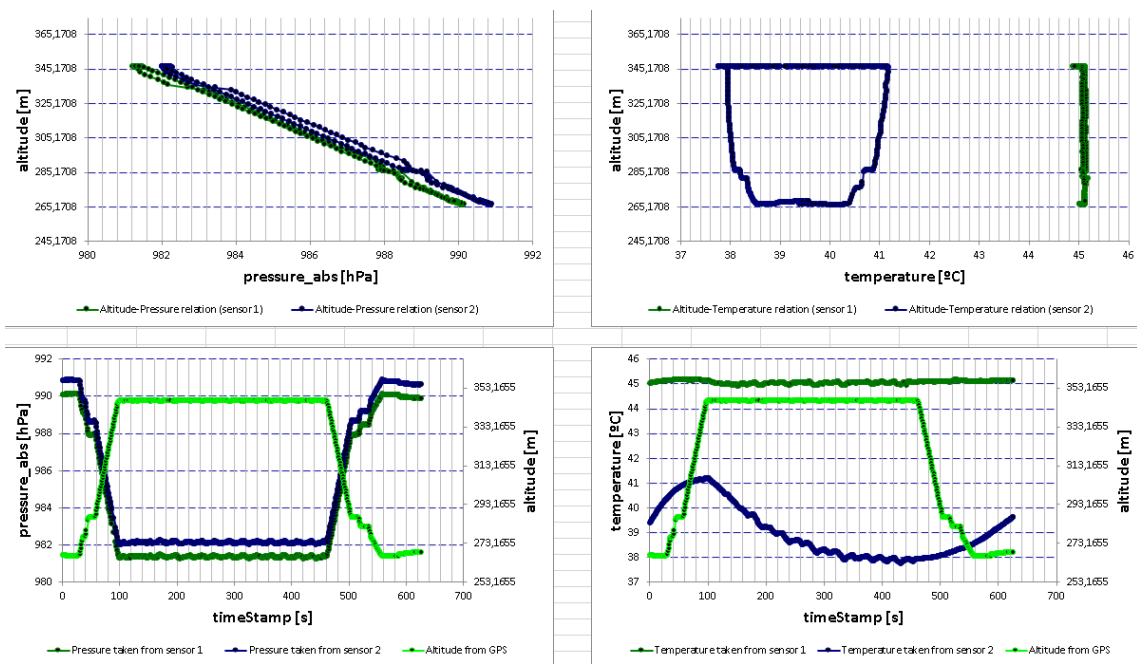 365,1708
345,1708
325,1708
305,1708
285,1708
265,1708
245,1708
altitude [m]
980 982 984 986 988 990 992
pressure_abs [hPa]
Altitude-Pressure relation (sensor 1) Altitude-Pressure relation (sensor 2)
365,1708
345,1708
325,1708
305,1708
285,1708
265,1708
245,1708
altitude [m]
37 38 39 40 41 42 43 44 45 46
temperature [ºC]
Altitude-Temperature relation (sensor 1) Altitude-Temperature relation (sensor 2)
992
990
988
986
984
982
980
pressure_abs [hPa]
353,1655
333,1655
313,1655
293,1655
273,1655
253,1655
altitude [m]
0 100 200 300 400 500 600 700
timeStamp [s]
Pressure taken from sensor 1 Pressure taken from sensor 2 Altitude from GPS
46
45
44
43
42
41
40
39
38
37
temperature [ºC]
353,1655
333,1655
313,1655
293,1655
273,1655
253,1655
altitude [m]
0 100 200 300 400 500 600 700
timeStamp [s]
Temperature taken from sensor 1 Temperature taken from sensor 2 Altitude from GPS